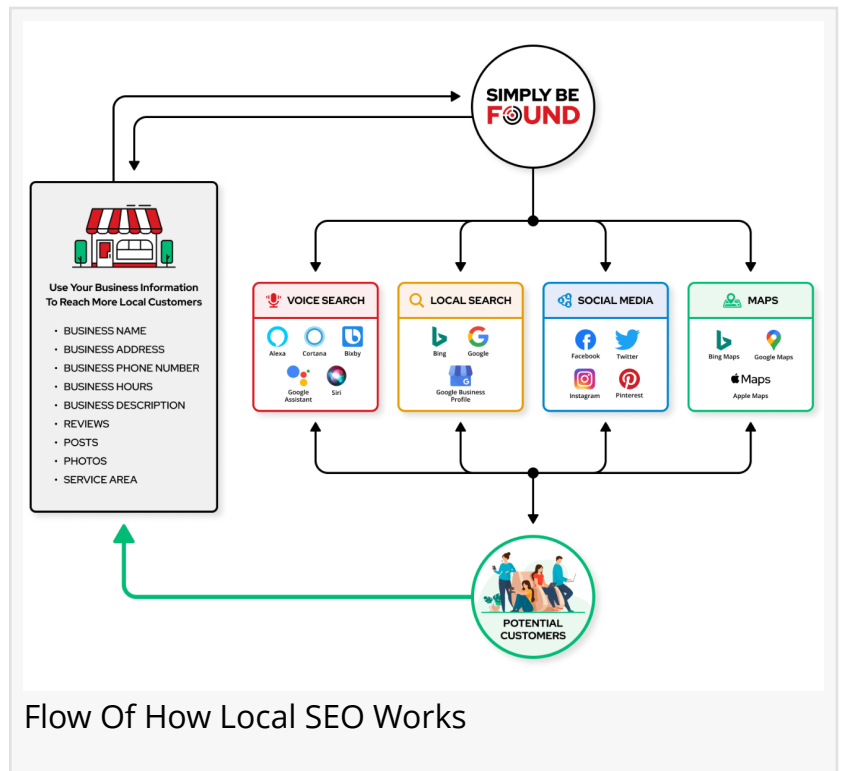 SIMPLY BE
FOUND
Use Your Business Information
To Reach More Local Customers
• BUSINESS NAME
• BUSINESS ADDRESS
• BUSINESS PHONE NUMBER
• BUSINESS HOURS
• BUSINESS DESCRIPTION
• REVIEWS
• POSTS
• PHOTOS
• SERVICE AREA
VOICE SEARCH
Alexa Cortana Bixby
Google
Assistant
Siri
LOCAL SEARCH
Bing Google
Google Business
Profile
SOCIAL MEDIA
Facebook Twitter
Instagram Pinterest
MAPS
Bing Maps Google Maps
Maps
Apple Maps
POTENTIAL
CUSTOMERS
Flow Of How Local SEO Works